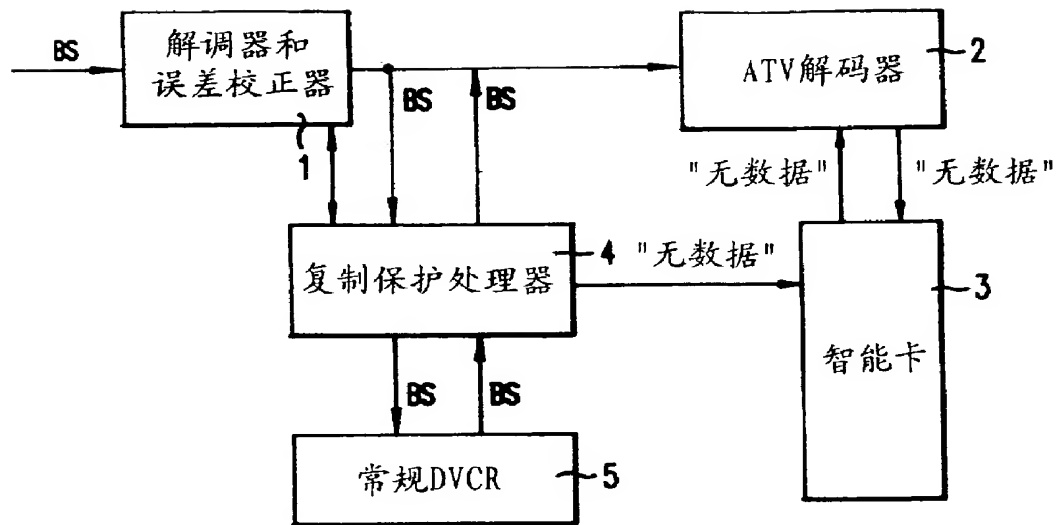 BS
解调器和
误差校正器
1
BS
BS
ATV解码器
2
"无数据"
"无数据"
复制保护处理器
4
"无数据"
智能卡
3
BS
BS
常规DVCR
5